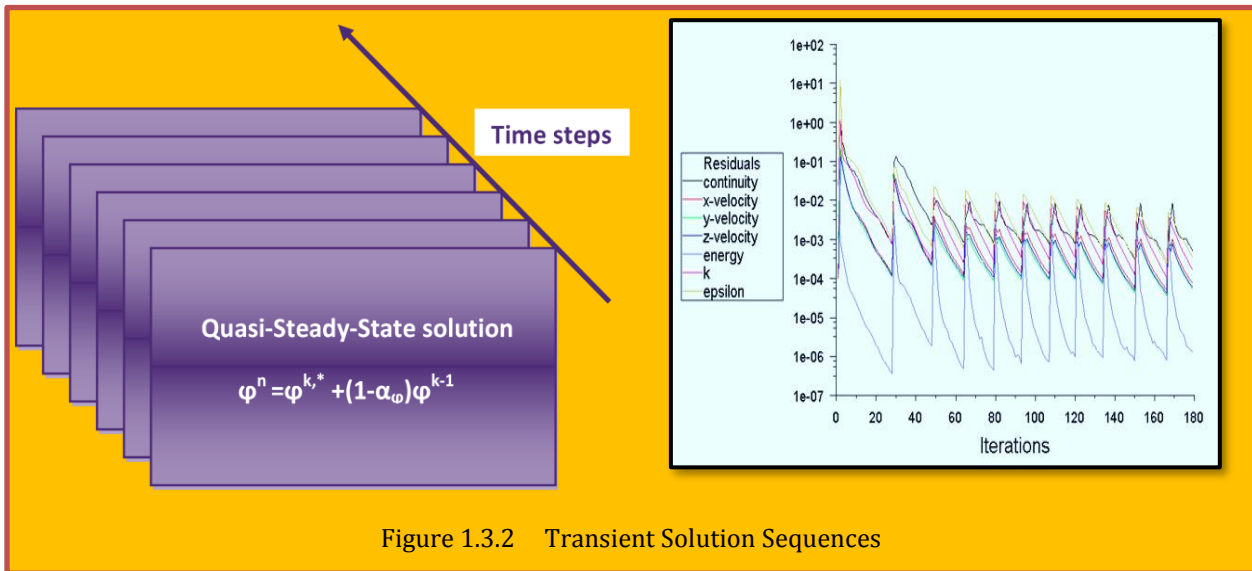 Time steps
Quasi-Steady-State solution
φⁿ =φᵏ,* +(1-αᵩ)φᵏ⁻¹
1e+02
1e+01
1e+00
1e-01
1e-02
1e-03
1e-04
1e-05
1e-06
1e-07
Residuals
continuity
x-velocity
y-velocity
z-velocity
energy
k
epsilon
0 20 40 60 80 100 120 140 160 180
Iterations
Figure 1.3.2 Transient Solution Sequences